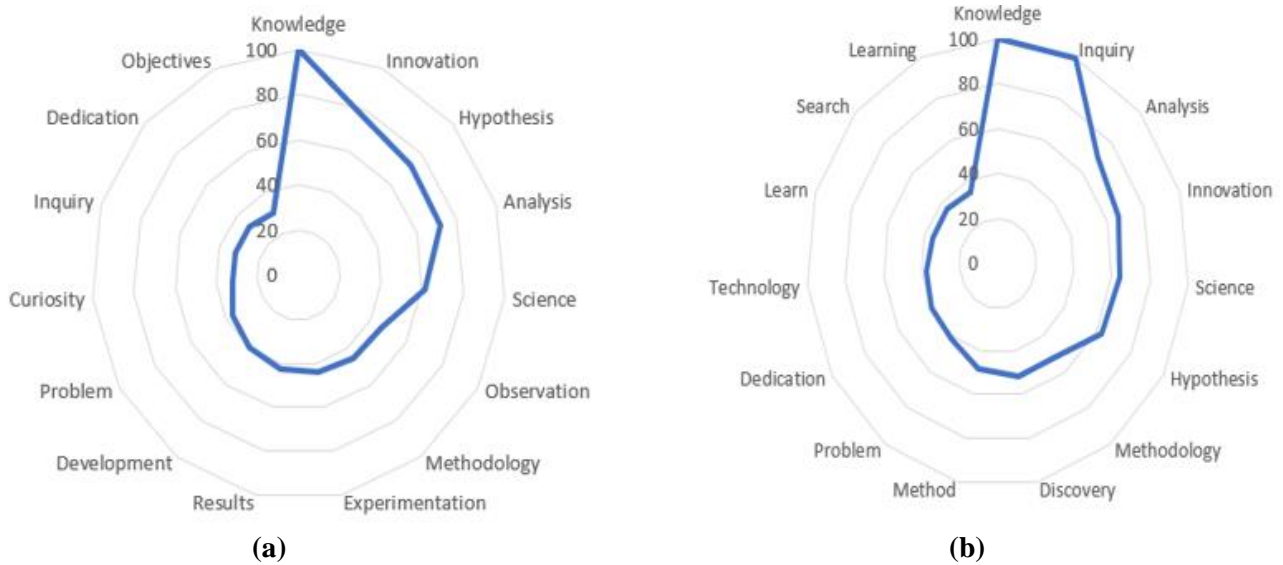 Knowledge
Objectives
100
Innovation
Dedication
80
Hypothesis
60
Inquiry
40
Analysis
20
Curiosity
0
Science
Problem
Observation
Development
Methodology
Results
Experimentation
(a)
Knowledge
Learning
100
Inquiry
Search
80
Analysis
60
Learn
40
Innovation
20
Technology
0
Science
Dedication
Hypothesis
Problem
Methodology
Method
Discovery
(b)